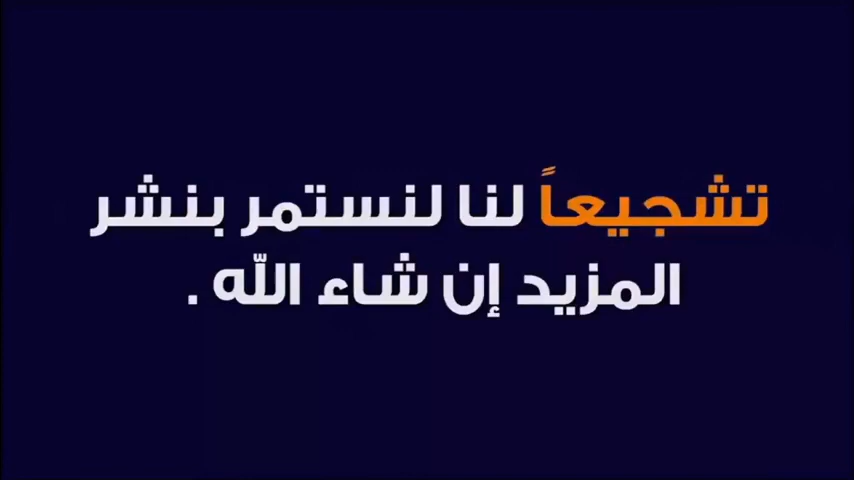 تشجيعاً لنا لنستمر بنشر
المزيد إن شاء الله .